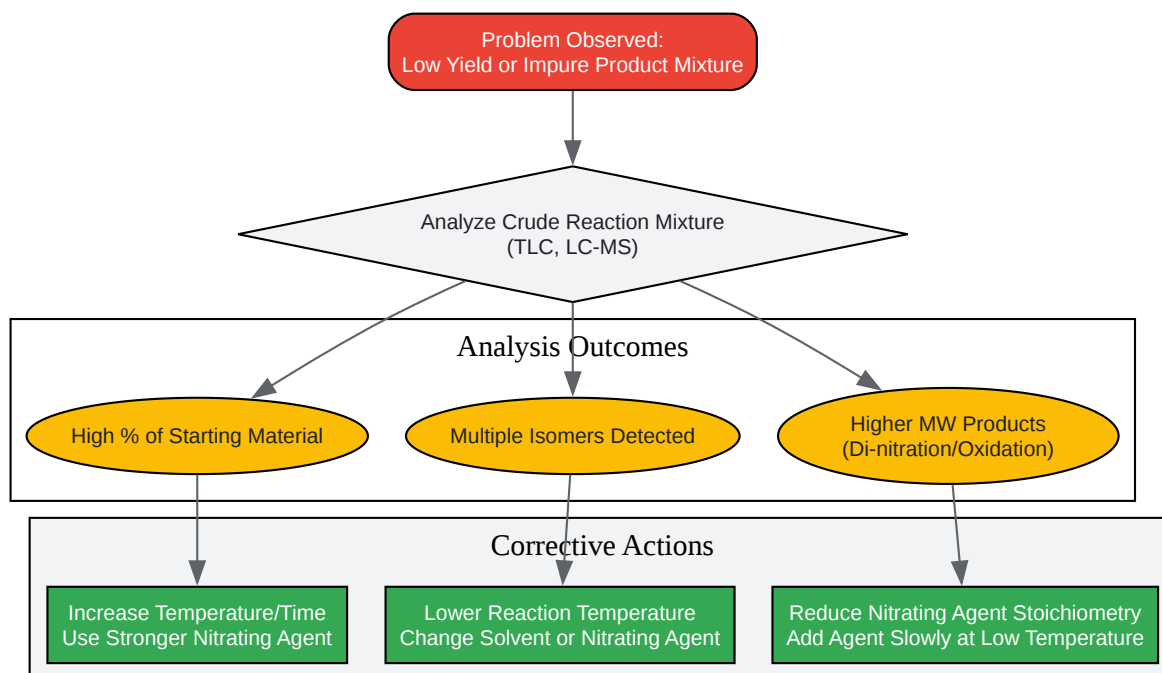 Problem Observed:
Low Yield or Impure Product Mixture
Analyze Crude Reaction Mixture
(TLC, LC-MS)
Analysis Outcomes
High % of Starting Material
Multiple Isomers Detected
Higher MW Products
(Di-nitration/Oxidation)
Corrective Actions
Increase Temperature/Time
Use Stronger Nitrating Agent
Lower Reaction Temperature
Change Solvent or Nitrating Agent
Reduce Nitrating Agent Stoichiometry
Add Agent Slowly at Low Temperature